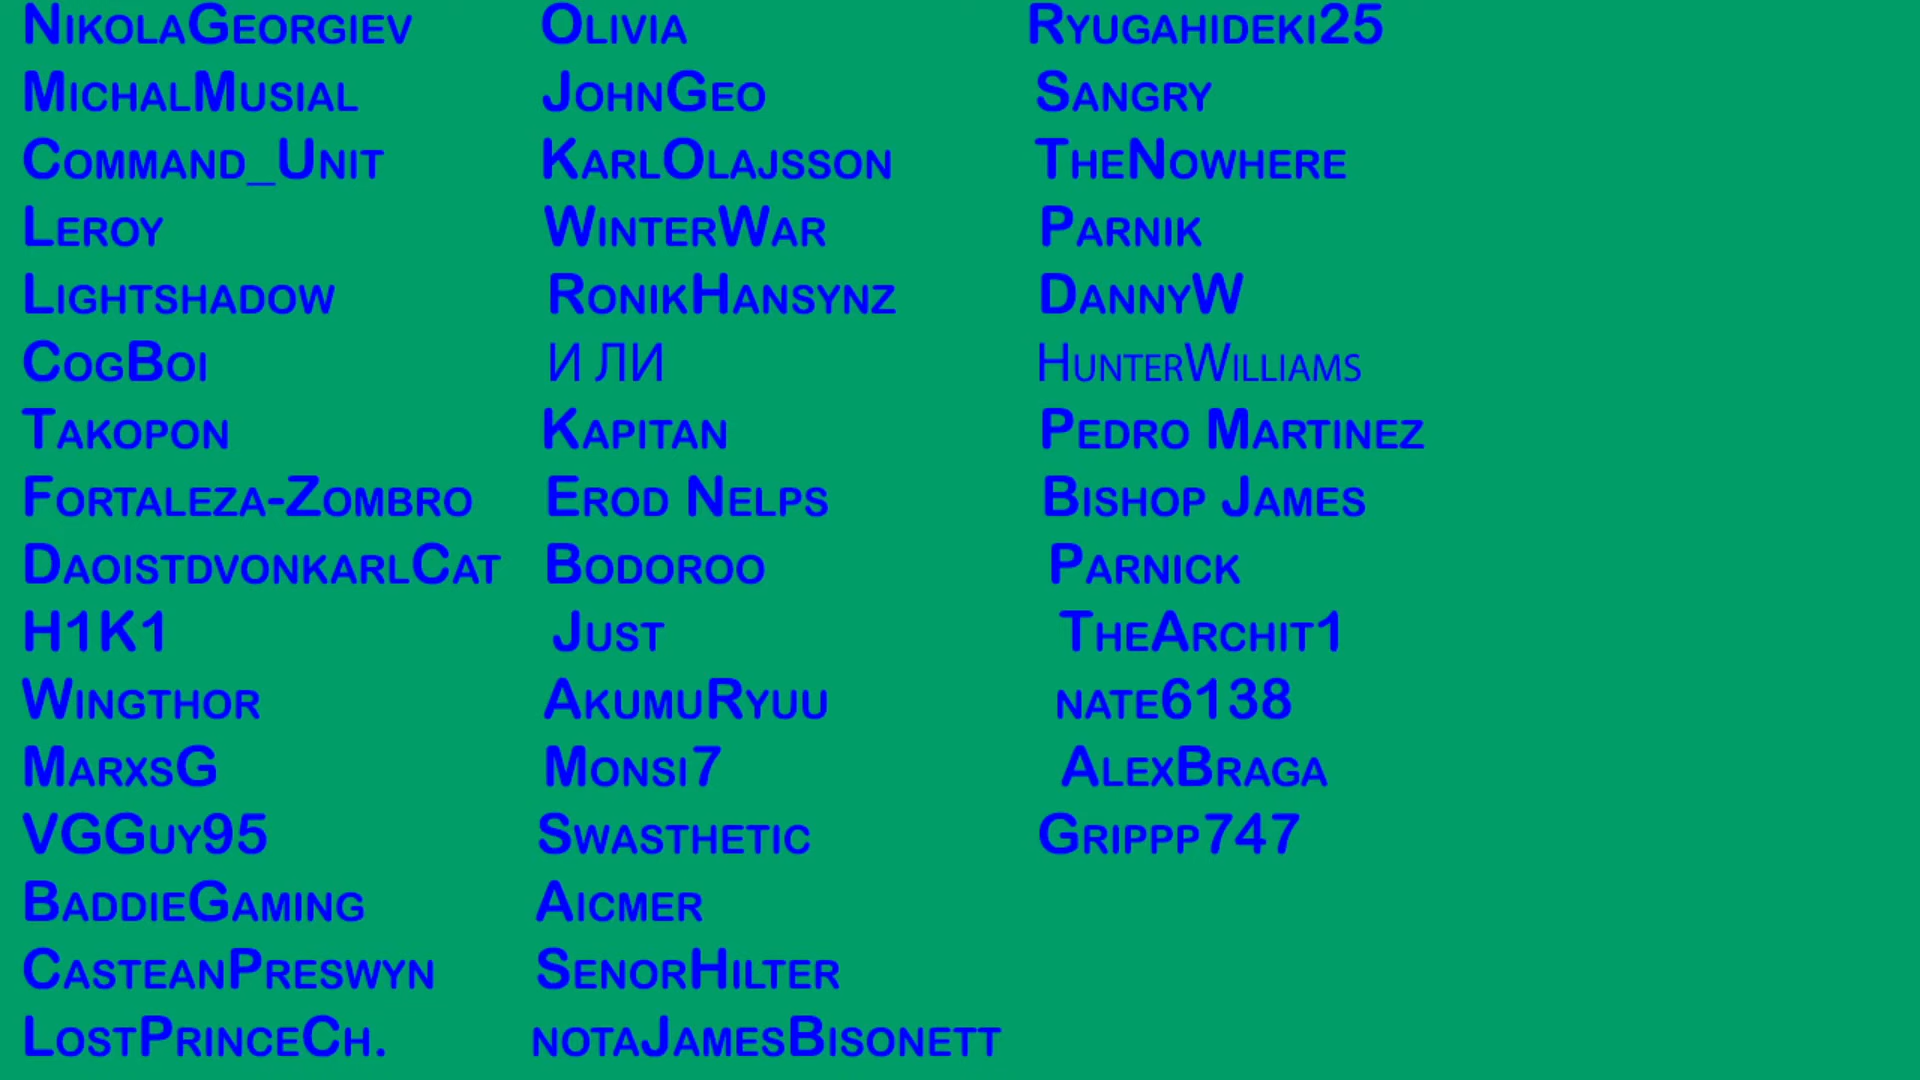 NikolaGeorgiev
MichalMusial
Command_Unit
Leroy
Lightshadow
CogBoi
Takopon
Fortaleza-Zombro
DaoistdvonkarlCat
H1K1
Wingthor
MarxsG
VGGuy95
BaddieGaming
CasteanPreswyn
LostPrinceCh.
Olivia
JohnGeo
KarlOlajsson
WinterWar
RonikHansynz
И ЛИ
Kapitan
Erod Nelps
Bodoroo
Just
AkumuRyuu
Monsi7
Swasthetic
Aicmer
SenorHilter
notaJamesBisonett
Ryugahideki25
Sangry
TheNowhere
Parnik
DannyW
HunterWilliams
Pedro Martinez
Bishop James
Parnick
TheArchit1
nate6138
AlexBraga
Grippp747